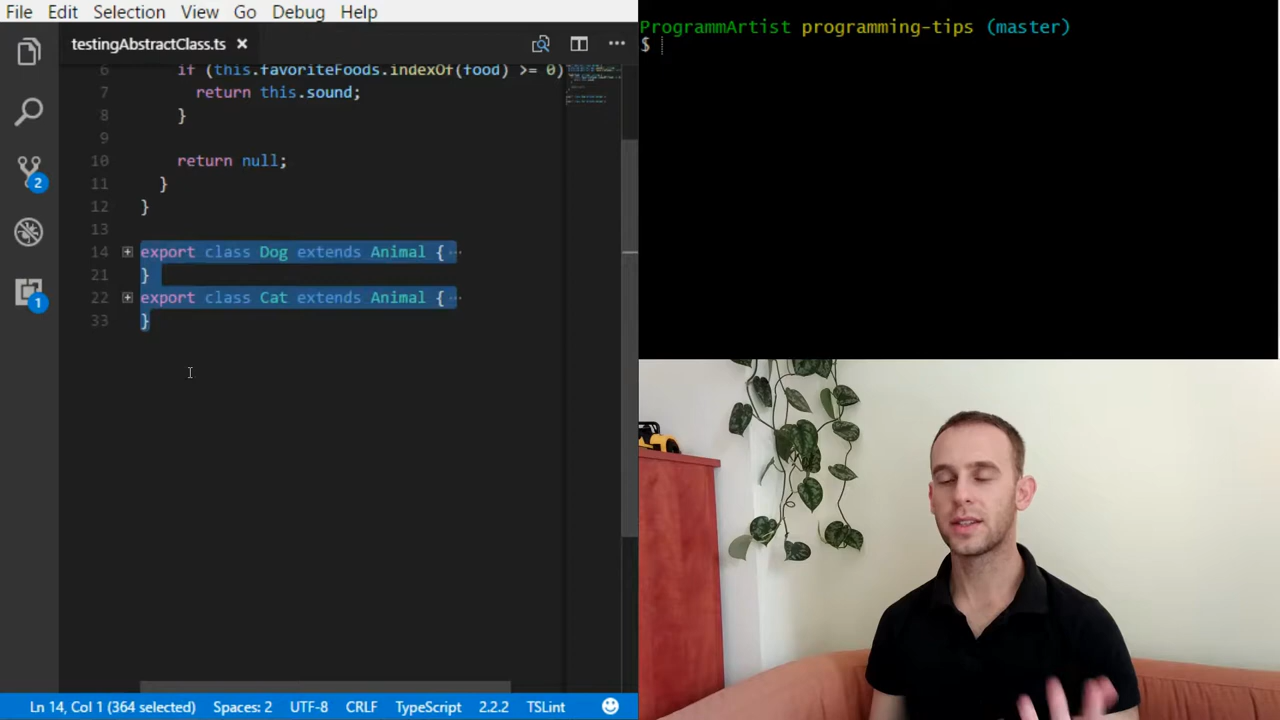 File Edit Selection View Go Debug Help
testingAbstractClass.ts
6 if (this.favoriteFoods.indexOf(food) >= 0)
7 return this.sound;
8 }
9
10 return null;
11 }
12 }
13
14 export class Dog extends Animal {
21 }
22 export class Cat extends Animal {
33 }
2
1
Ln 14, Col 1 (364 selected) Spaces: 2 UTF-8 CRLF TypeScript 2.2.2 TSLint
ProgrammArtist programming-tips (master)
$